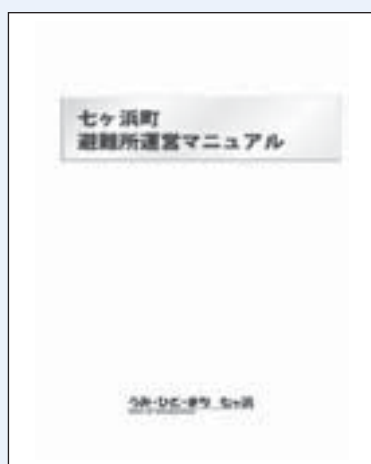 七ヶ浜町
避難所運営マニュアル
うみ・ひと・まち 七ヶ浜